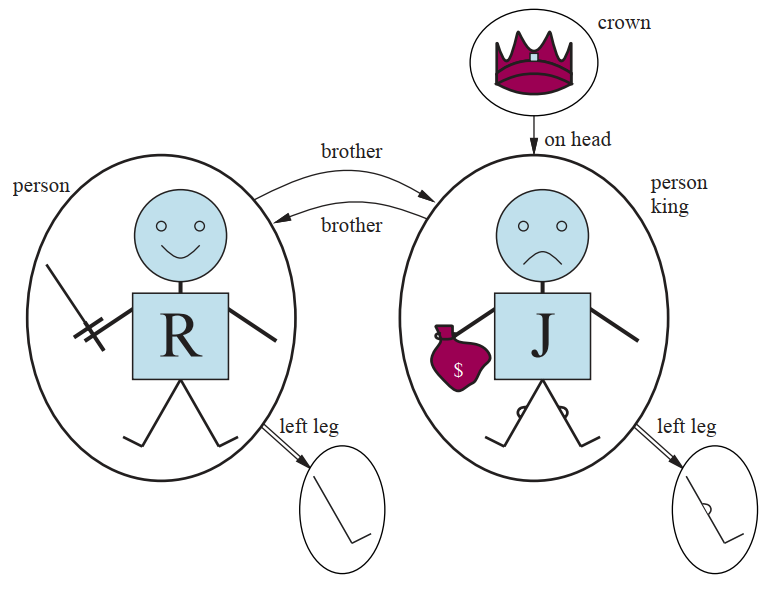 crown
on head
brother
person
person
king
brother
R
J
$
left leg
left leg